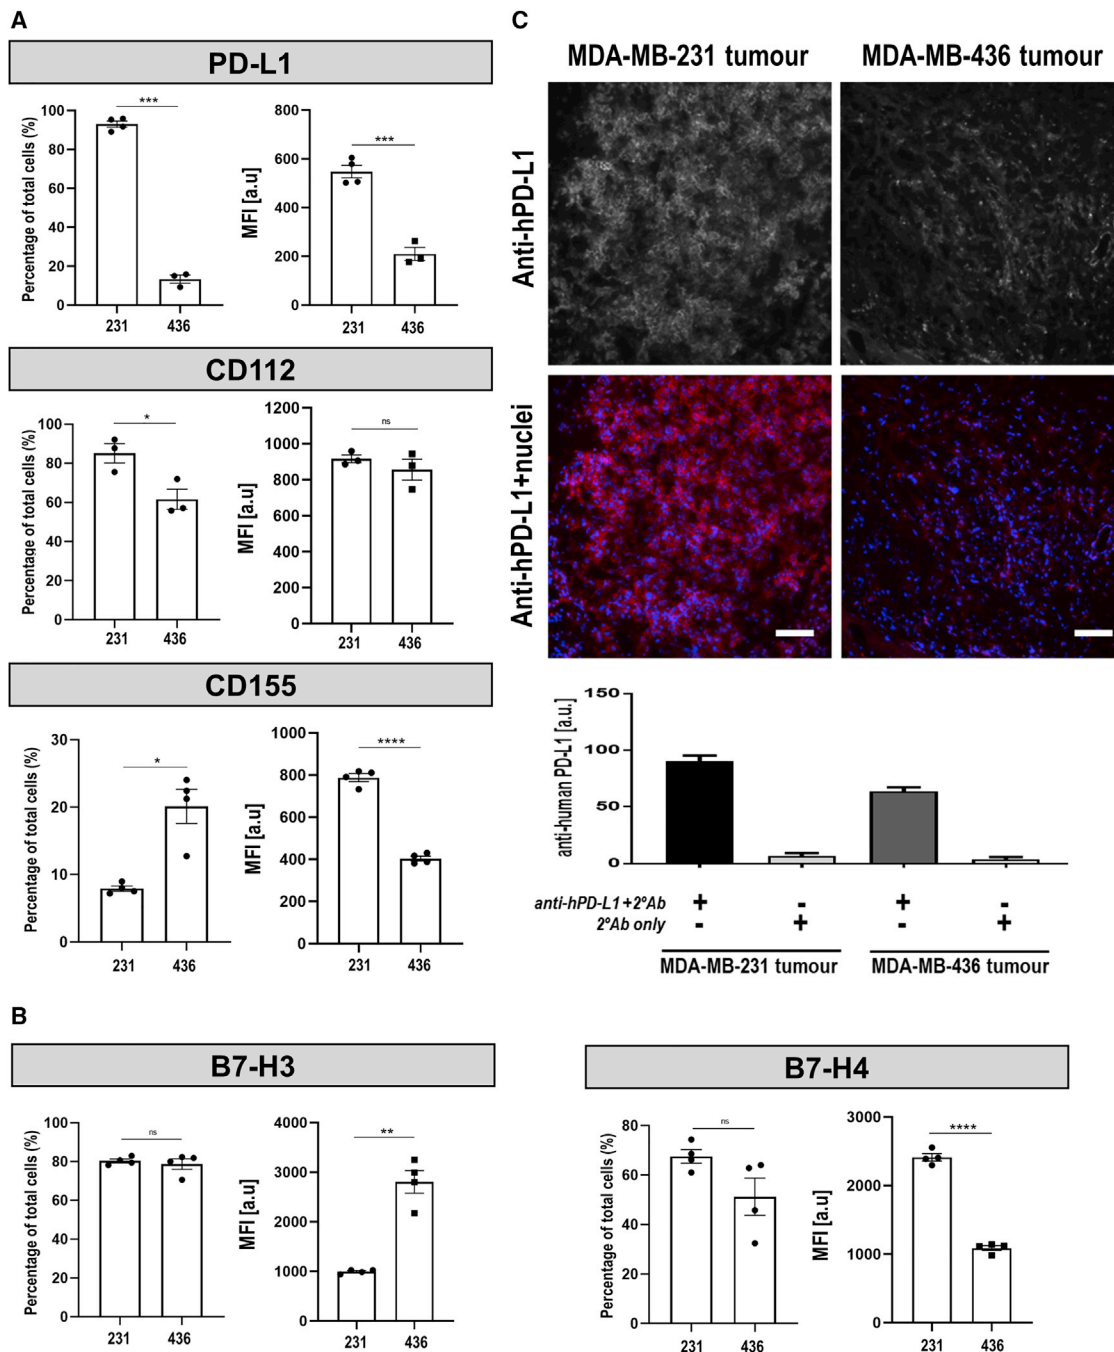 A
PD-L1
Percentage of total cells (%)
100
80
60
40
20
0
***
231 436
MFI [a.u]
800
600
400
200
0
***
231 436
CD112
Percentage of total cells (%)
100
80
60
40
20
0
*
231 436
MFI [a.u]
1200
1000
800
600
400
200
0
ns
231 436
CD155
Percentage of total cells (%)
30
20
10
0
*
231 436
MFI [a.u]
1000
800
600
400
200
0
****
231 436
C
MDA-MB-231 tumour MDA-MB-436 tumour
Anti-hPD-L1
Anti-hPD-L1+nuclei
anti-human PD-L1 [a.u.]
150
100
50
0
anti-hPD-L1+2ºAb + - + -
2ºAb only - + - +
MDA-MB-231 tumour MDA-MB-436 tumour
B
B7-H3
Percentage of total cells (%)
100
80
60
40
20
0
ns
231 436
MFI [a.u]
4000
3000
2000
1000
0
**
231 436
B7-H4
Percentage of total cells (%)
80
60
40
20
0
ns
231 436
MFI [a.u]
3000
2000
1000
0
****
231 436